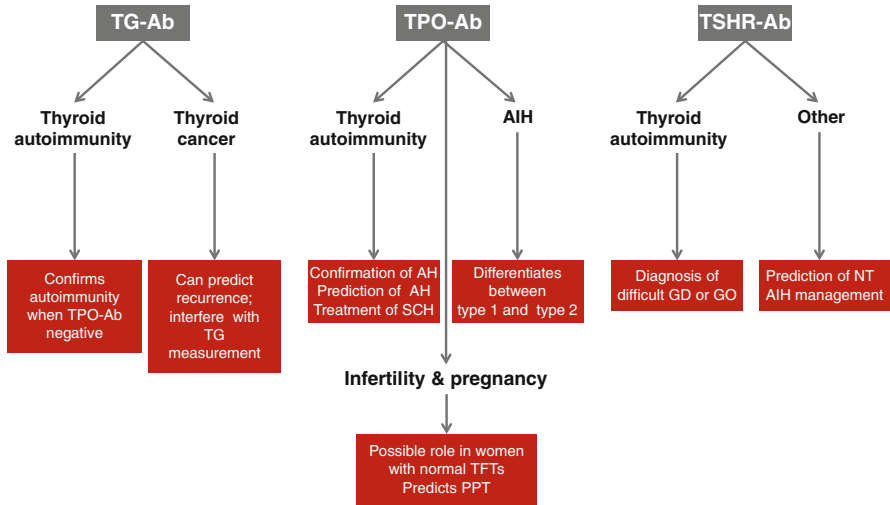 TG-Ab
TPO-Ab
TSHR-Ab
Thyroid
autoimmunity
Thyroid
cancer
Thyroid
autoimmunity
AIH
Thyroid
autoimmunity
Other
Confirms
autoimmunity
when TPO-Ab
negative
Can predict
recurrence;
interfere with
TG
measurement
Confirmation of AH
Prediction of AH
Treatment of SCH
Differentiates
between
type 1 and type 2
Diagnosis of
difficult GD or GO
Prediction of NT
AIH management
Infertility & pregnancy
Possible role in women
with normal TFTs
Predicts PPT